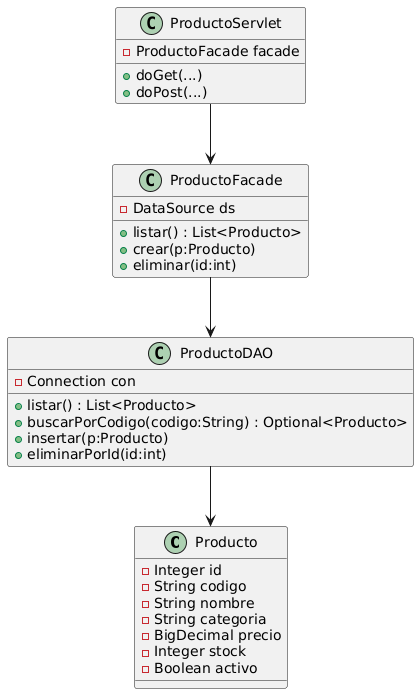 C ProductoServlet
ProductoFacade facade
doGet(...)
doPost(...)
C ProductoFacade
DataSource ds
listar() : List<Producto>
crear(p:Producto)
eliminar(id:int)
C ProductoDAO
Connection con
listar() : List<Producto>
buscarPorCodigo(codigo:String) : Optional<Producto>
insertar(p:Producto)
eliminarPorId(id:int)
C Producto
Integer id
String codigo
String nombre
String categoria
BigDecimal precio
Integer stock
Boolean activo